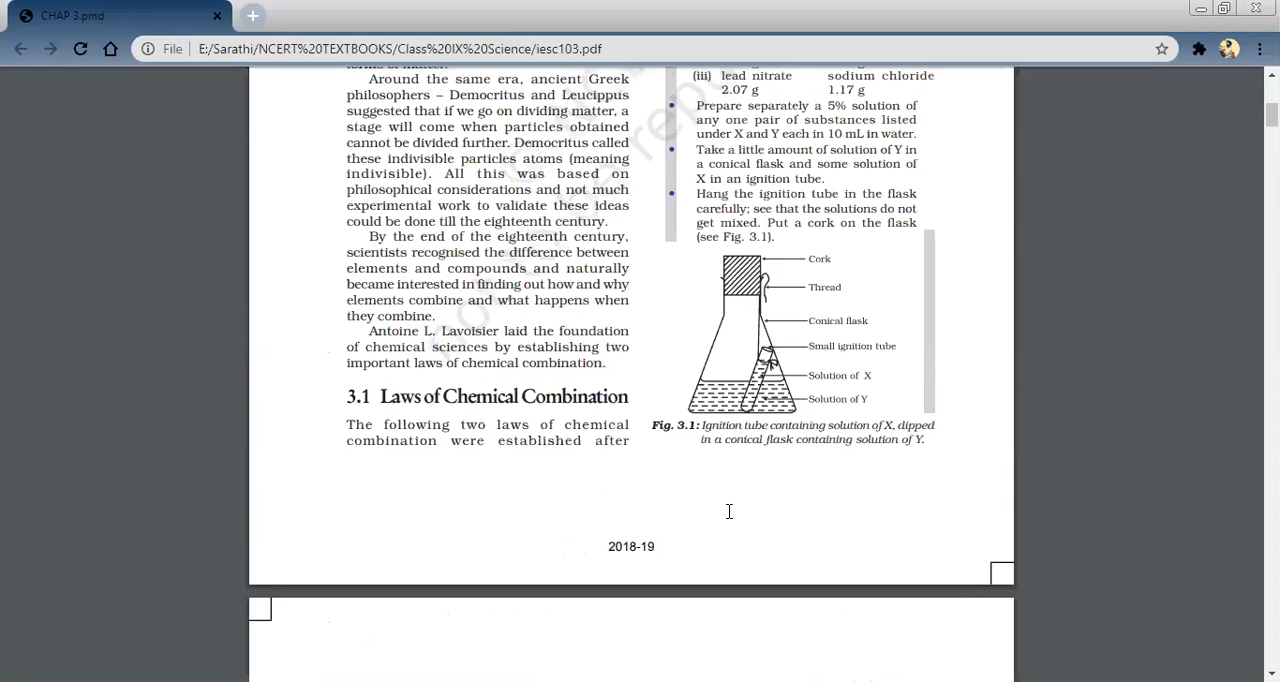 CHAP 3.pmd
File
E:/Sarathi/NCERT%20TEXTBOOKS/Class%20IX%20Science/iesc103.pdf
forms of matter.
Around the same era, ancient Greek
philosophers – Democritus and Leucippus
suggested that if we go on dividing matter, a
stage will come when particles obtained
cannot be divided further. Democritus called
these indivisible particles atoms (meaning
indivisible). All this was based on
philosophical considerations and not much
experimental work to validate these ideas
could be done till the eighteenth century.
By the end of the eighteenth century,
scientists recognised the difference between
elements and compounds and naturally
became interested in finding out how and why
elements combine and what happens when
they combine.
Antoine L. Lavoisier laid the foundation
of chemical sciences by establishing two
important laws of chemical combination.
3.1 Laws of Chemical Combination
The following two laws of chemical
combination were established after
(iii) lead nitrate sodium chloride
2.07 g 1.17 g
• Prepare separately a 5% solution of
any one pair of substances listed
under X and Y each in 10 mL in water.
• Take a little amount of solution of Y in
a conical flask and some solution of
X in an ignition tube.
• Hang the ignition tube in the flask
carefully; see that the solutions do not
get mixed. Put a cork on the flask
(see Fig. 3.1).
Cork
Thread
Conical flask
Small ignition tube
Solution of X
Solution of Y
Fig. 3.1: Ignition tube containing solution of X, dipped
in a conical flask containing solution of Y.
2018-19